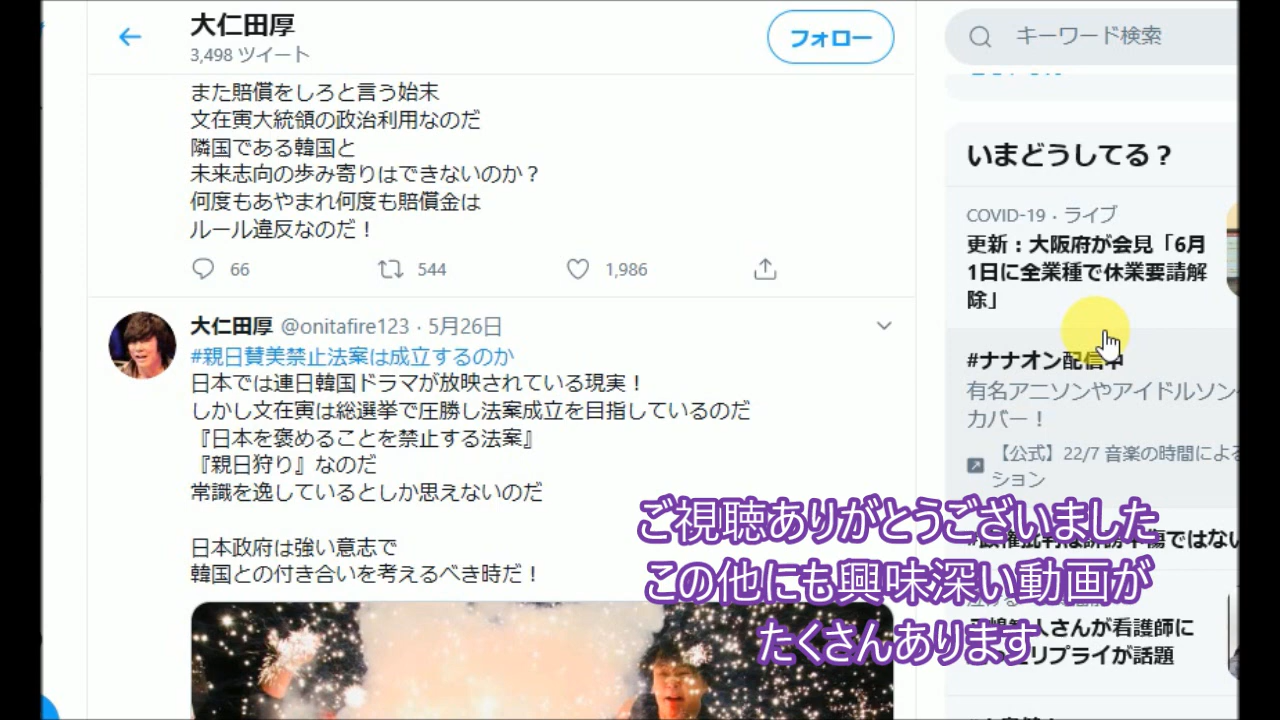 大仁田厚
3,498 ツイート
フォロー
キーワード検索
また賠償をしろと言う始末
文在寅大統領の政治利用なのだ
隣国である韓国と
未来志向の歩み寄りはできないのか？
何度もあやまれ何度も賠償金は
ルール違反なのだ！
66 544 1,986
大仁田厚 @onitafire123 · 5月26日
#親日賛美禁止法案は成立するのか
日本では連日韓国ドラマが放映されている現実！
しかし文在寅は総選挙で圧勝し法案成立を目指しているのだ
『日本を褒めることを禁止する法案』
『親日狩り』なのだ
常識を逸しているとしか思えないのだ
日本政府は強い意志で
韓国との付き合いを考えるべき時だ！
いまどうしてる？
COVID-19 · ライブ
更新：大阪府が会見「6月
1日に全業種で休業要請解
除」
#ナナオン配信中
有名アニソンやアイドルソン
カバー！
【公式】22/7 音楽の時間による
ション
ではない
人さんが看護師に
リプライが話題
ご視聴ありがとうございました
この他にも興味深い動画が
たくさんあります